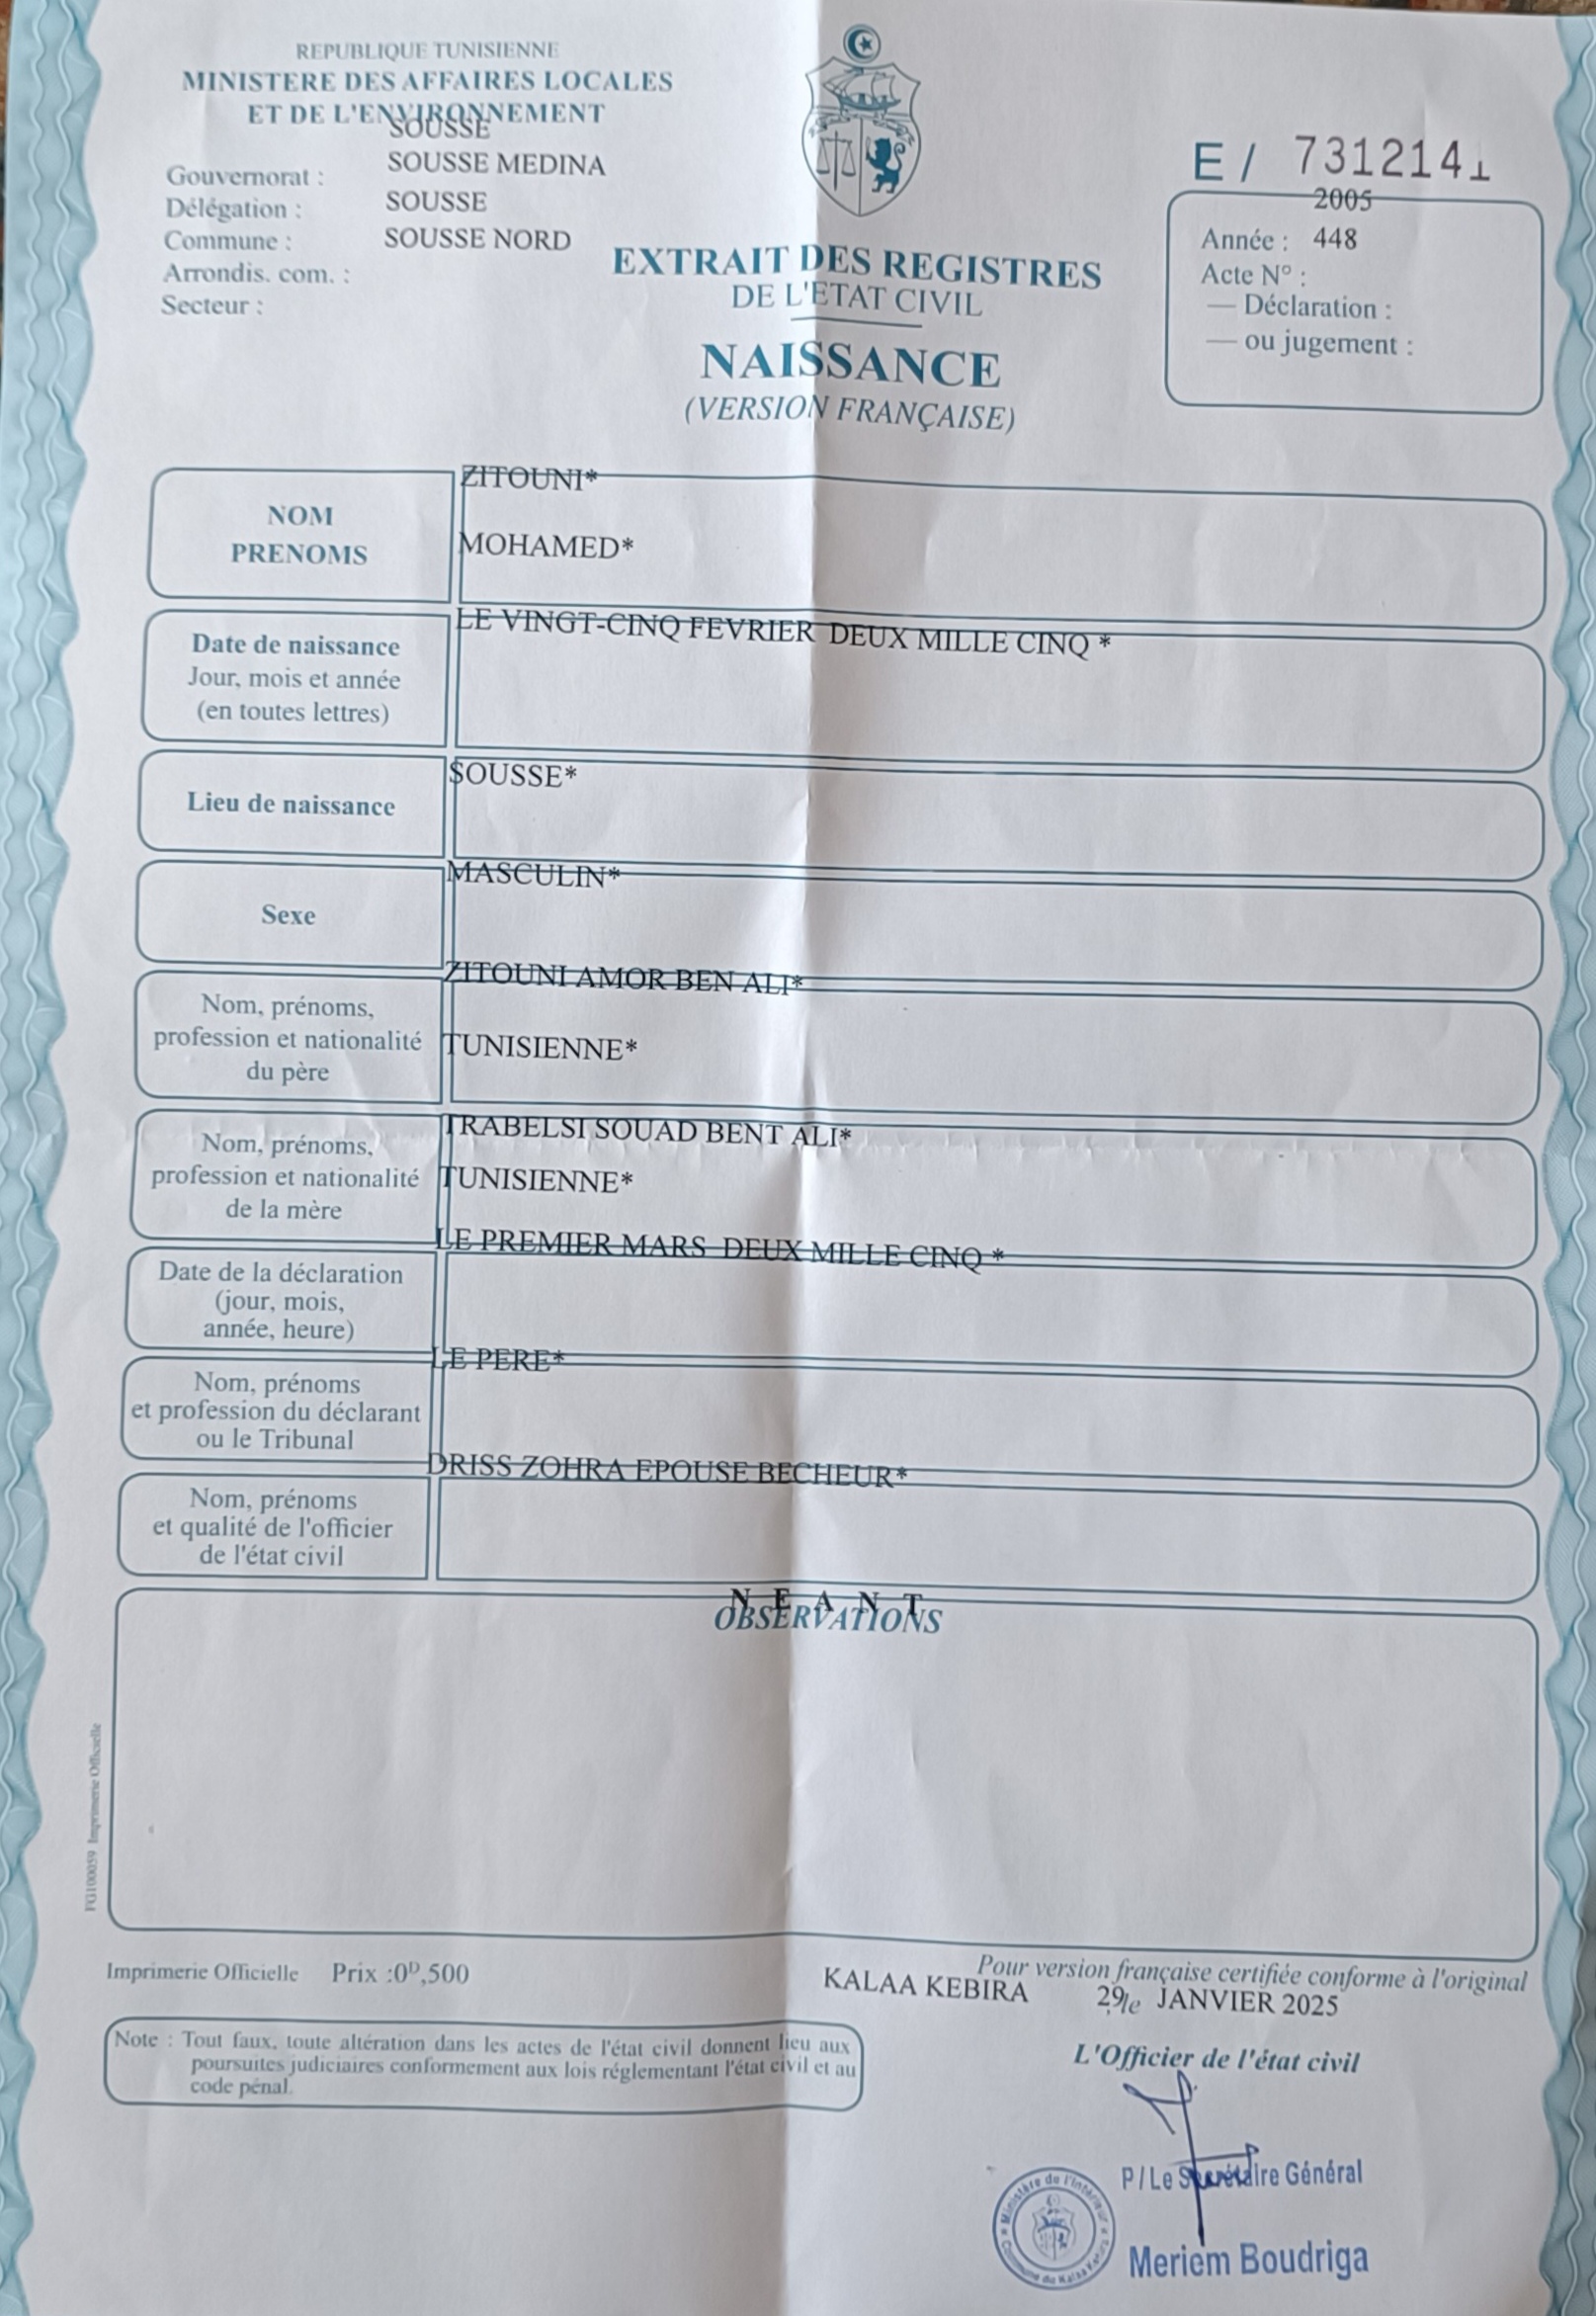 REPUBLIQUE TUNISIENNE
MINISTERE DES AFFAIRES LOCALES
ET DE L'ENVIRONNEMENT
Gouvernorat : SOUSSE
Délégation : SOUSSE MEDINA
Commune : SOUSSE
Arrondis. com. : SOUSSE NORD
Secteur :
E / 7312141
2005
Année : 448
Acte N° :
— Déclaration :
— ou jugement :
EXTRAIT DES REGISTRES
DE L'ETAT CIVIL
NAISSANCE
(VERSION FRANÇAISE)
NOM
PRENOMS
ZITOUNI*
MOHAMED*
Date de naissance
Jour, mois et année
(en toutes lettres)
LE VINGT-CINQ FEVRIER DEUX MILLE CINQ *
Lieu de naissance
SOUSSE*
Sexe
MASCULIN*
Nom, prénoms,
profession et nationalité
du père
ZITOUNI AMOR BEN ALI*
TUNISIENNE*
Nom, prénoms,
profession et nationalité
de la mère
TRABELSI SOUAD BENT ALI*
TUNISIENNE*
Date de la déclaration
(jour, mois,
année, heure)
LE PREMIER MARS DEUX MILLE CINQ *
Nom, prénoms
et profession du déclarant
ou le Tribunal
LE PERE*
Nom, prénoms
et qualité de l'officier
de l'état civil
DRISS ZOHRA EPOUSE BECHEUR*
N E A N T
OBSERVATIONS
FG100059 Imprimerie Officielle
Imprimerie Officielle Prix :0ᴰ,500
Pour version française certifiée conforme à l'original
KALAA KEBIRA 29 le JANVIER 2025
Note : Tout faux, toute altération dans les actes de l'état civil donnent lieu aux
poursuites judiciaires conformement aux lois réglementant l'état civil et au
code pénal.
L'Officier de l'état civil
P / Le Secrétaire Général
Meriem Boudriga
Ministère de l'Intérieur
Commune de Kalaa Kebira